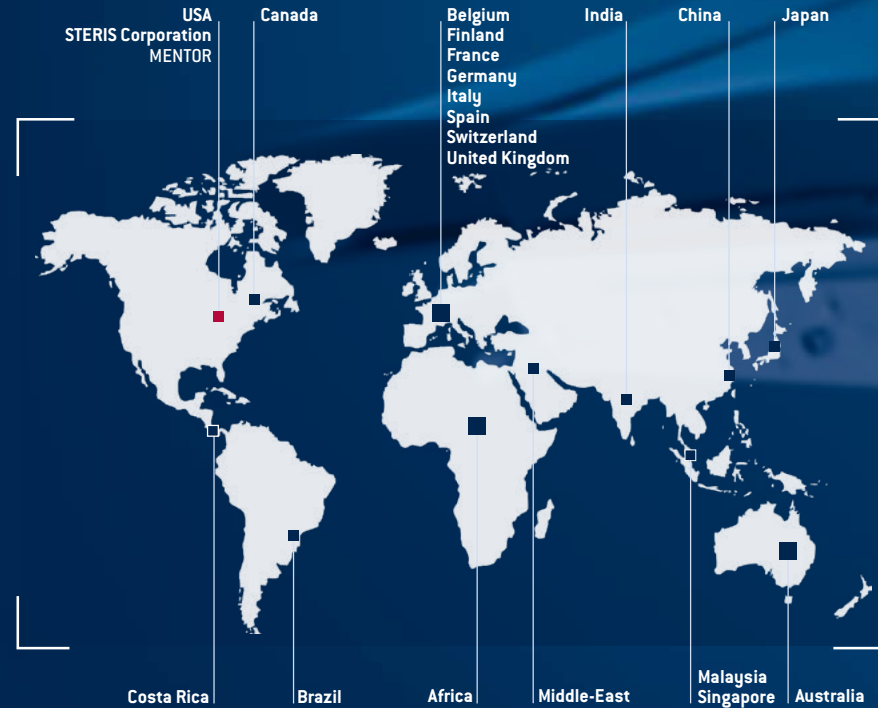 USA
STERIS Corporation
MENTOR
Canada
Belgium
Finland
France
Germany
Italy
Spain
Switzerland
United Kingdom
India
China
Japan
Costa Rica
Brazil
Africa
Middle-East
Malaysia
Singapore
Australia